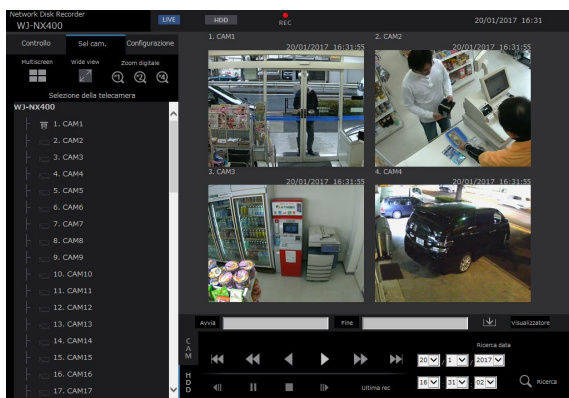 Network Disk Recorder
WJ-NX400
LIVE
HDD
REC
20/01/2017 16:31
Controllo
Sel cam.
Configurazione
Multiscreen
Wide view
Zoom digitale
x1
x2
x4
Selezione della telecamera
WJ-NX400
1. CAM1
2. CAM2
3. CAM3
4. CAM4
5. CAM5
6. CAM6
7. CAM7
8. CAM8
9. CAM9
10. CAM10
11. CAM11
12. CAM12
13. CAM13
14. CAM14
15. CAM15
16. CAM16
17. CAM17
1. CAM1
20/01/2017 16:31:55
2. CAM2
20/01/2017 16:31:55
3. CAM3
20/01/2017 16:31:55
4. CAM4
20/01/2017 16:31:55
Avvia
Fine
visualizzatore
CAM
HDD
Ultima rec
Ricerca data
20 / 1 / 2017
16 : 31 : 02
Ricerca